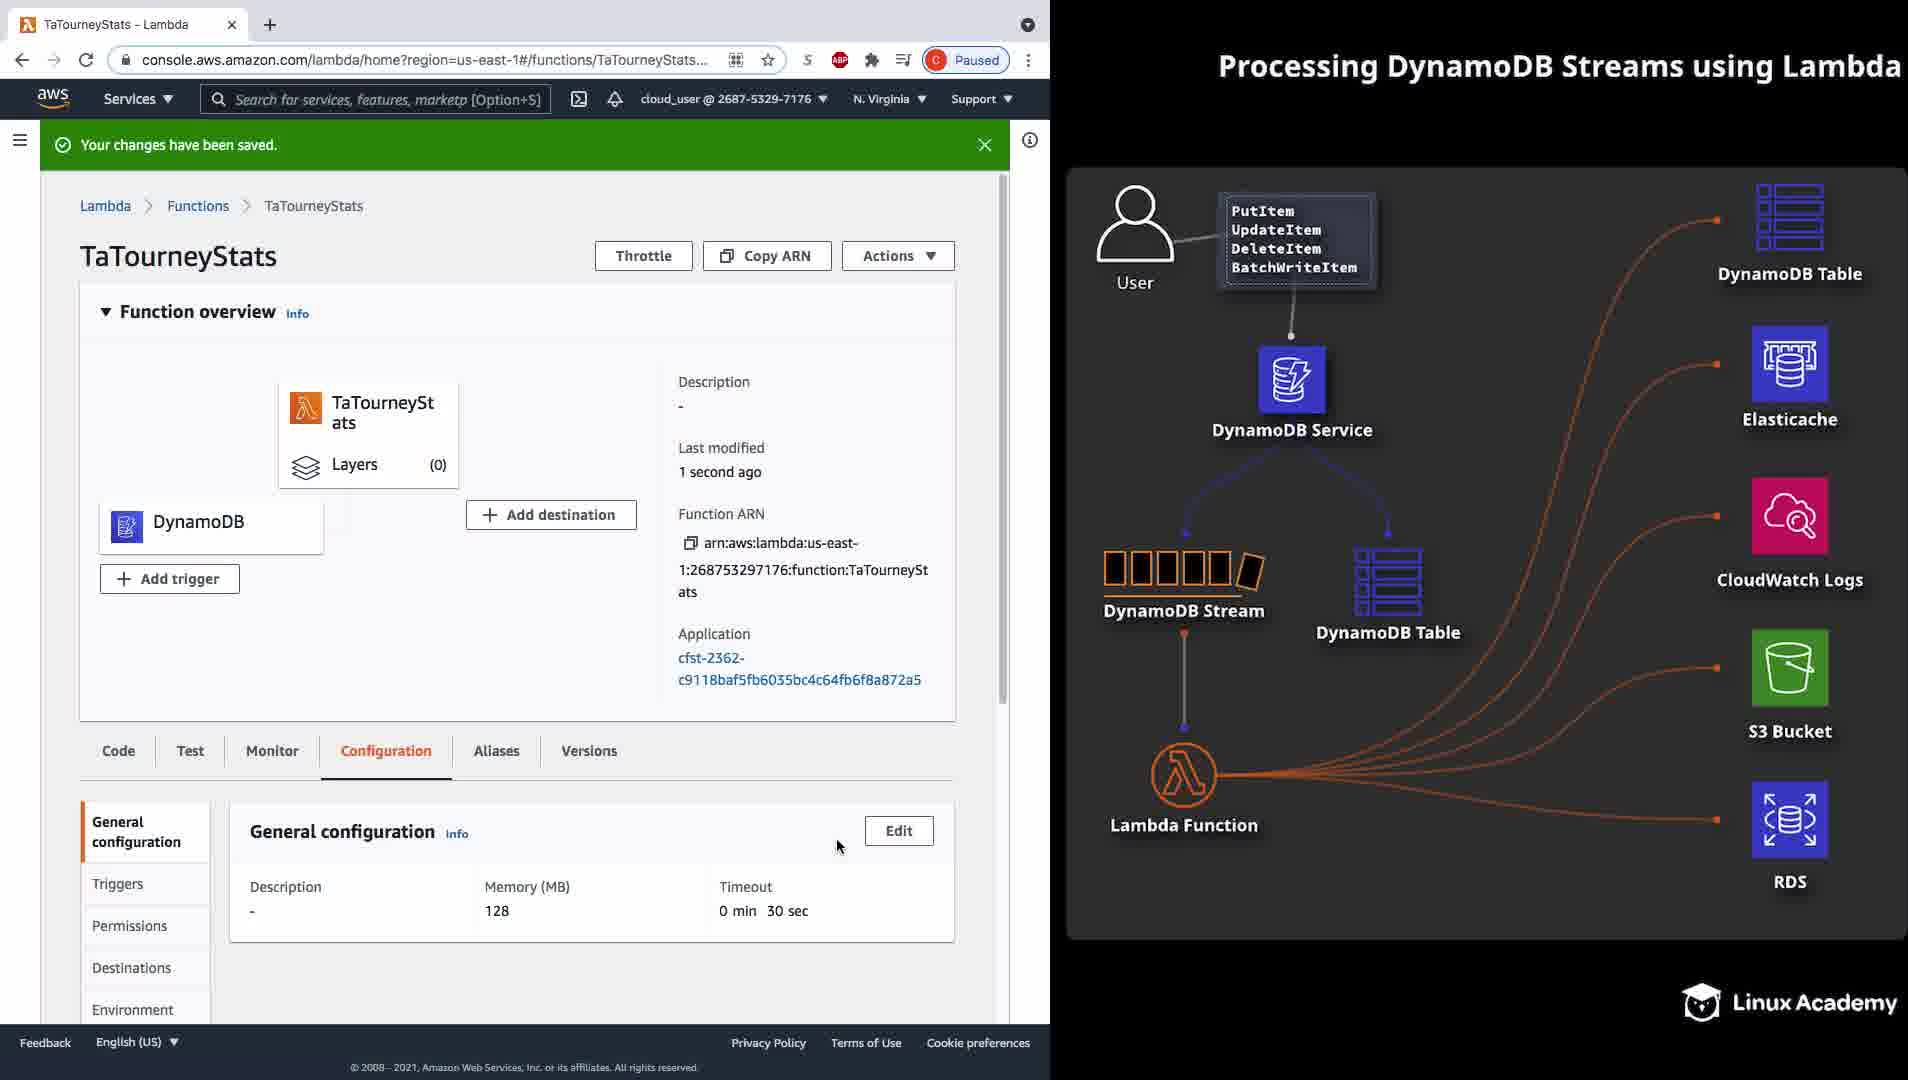 TaTourneyStats - Lambda
console.aws.amazon.com/lambda/home?region=us-east-1#/functions/TaTourneyStats...
S
ABP
C Paused
aws
Services
Search for services, features, marketp [Option+S]
cloud_user @ 2687-5329-7176
N. Virginia
Support
Your changes have been saved.
Lambda
Functions
TaTourneyStats
TaTourneyStats
Throttle
Copy ARN
Actions
Function overview Info
TaTourneySt
ats
Layers (0)
DynamoDB
Add trigger
Add destination
Description
-
Last modified
1 second ago
Function ARN
arn:aws:lambda:us-east-
1:268753297176:function:TaTourneySt
ats
Application
cfst-2362-
c9118baf5fb6035bc4c64fb6f8a872a5
Code
Test
Monitor
Configuration
Aliases
Versions
General
configuration
Triggers
Permissions
Destinations
Environment
General configuration Info
Edit
Description
-
Memory (MB)
128
Timeout
0 min 30 sec
Feedback
English (US)
Privacy Policy
Terms of Use
Cookie preferences
© 2008 - 2021, Amazon Web Services, Inc. or its affiliates. All rights reserved.
Processing DynamoDB Streams using Lambda
User
PutItem
UpdateItem
DeleteItem
BatchWriteItem
DynamoDB Service
DynamoDB Stream
DynamoDB Table
Lambda Function
DynamoDB Table
Elasticache
CloudWatch Logs
S3 Bucket
RDS
Linux Academy